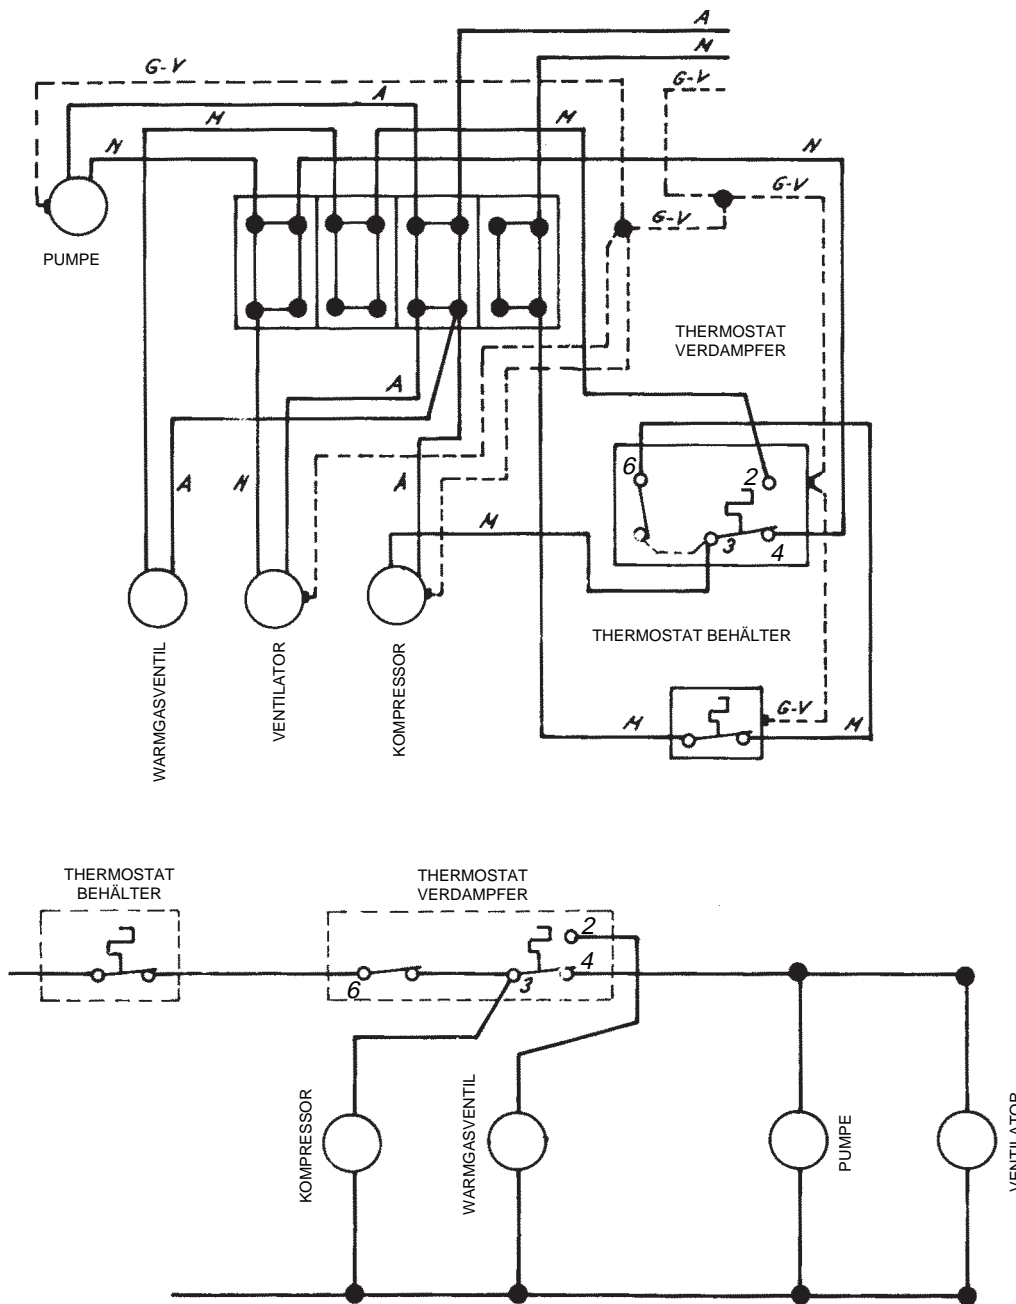 A
M
G-V
G-V
A
M
M
N
N
G-V
G-V
PUMPE
THERMOSTAT
VERDAMPFER
A
6
2
A
N
A
M
3
4
THERMOSTAT BEHÄLTER
WARMGASVENTIL
VENTILATOR
KOMPRESSOR
G-V
M
M
THERMOSTAT
BEHÄLTER
THERMOSTAT
VERDAMPFER
2
4
6
3
KOMPRESSOR
WARMGASVENTIL
PUMPE
VENTILATOR